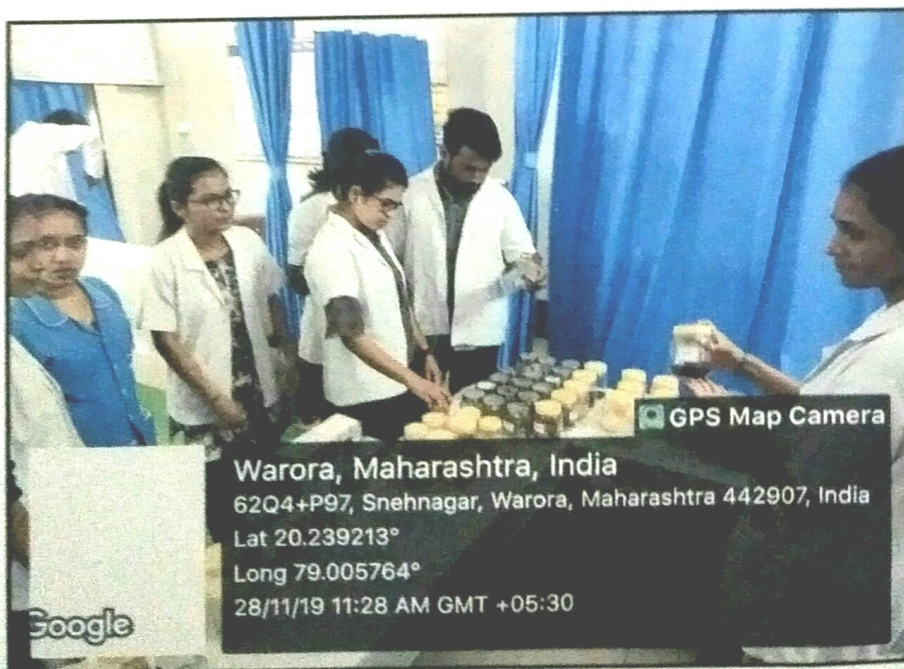 GPS Map Camera
Warora, Maharashtra, India
62Q4+P97, Snehnagar, Warora, Maharashtra 442907, India
Lat 20.239213°
Long 79.005764°
28/11/19 11:28 AM GMT +05:30
Google